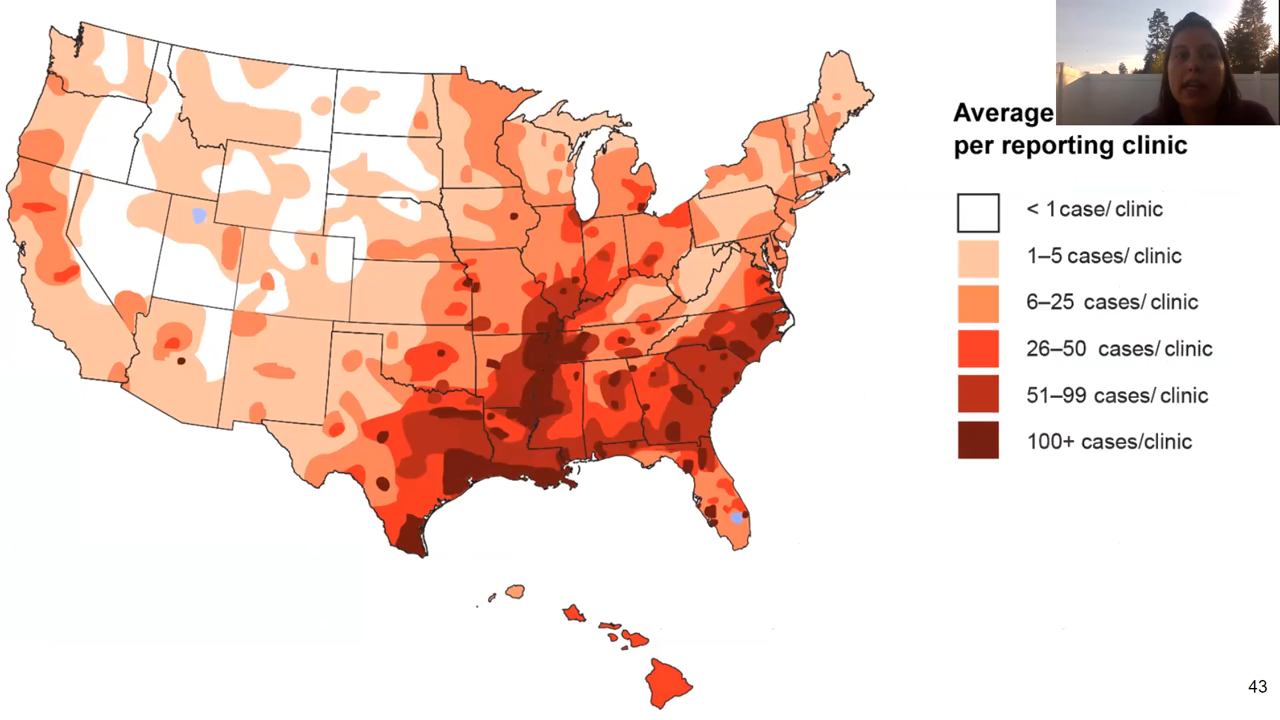 Average
per reporting clinic
< 1 case/ clinic
1–5 cases/ clinic
6–25 cases/ clinic
26–50 cases/ clinic
51–99 cases/ clinic
100+ cases/clinic
43